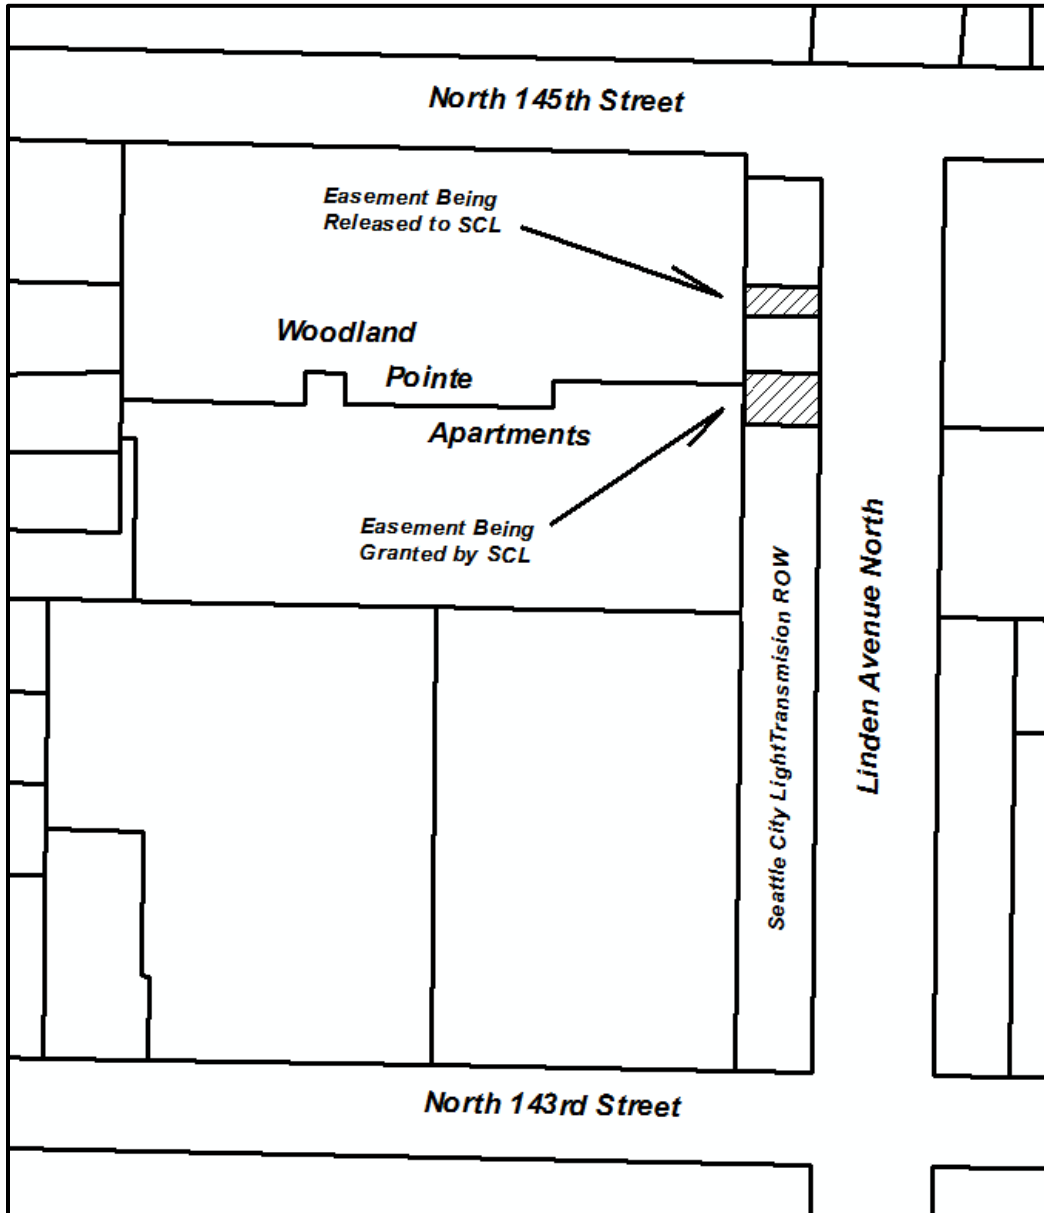 North 145th Street
Easement Being
Released to SCL
Woodland
Pointe
Apartments
Easement Being
Granted by SCL
Seattle City LightTransmision ROW
Linden Avenue North
North 143rd Street